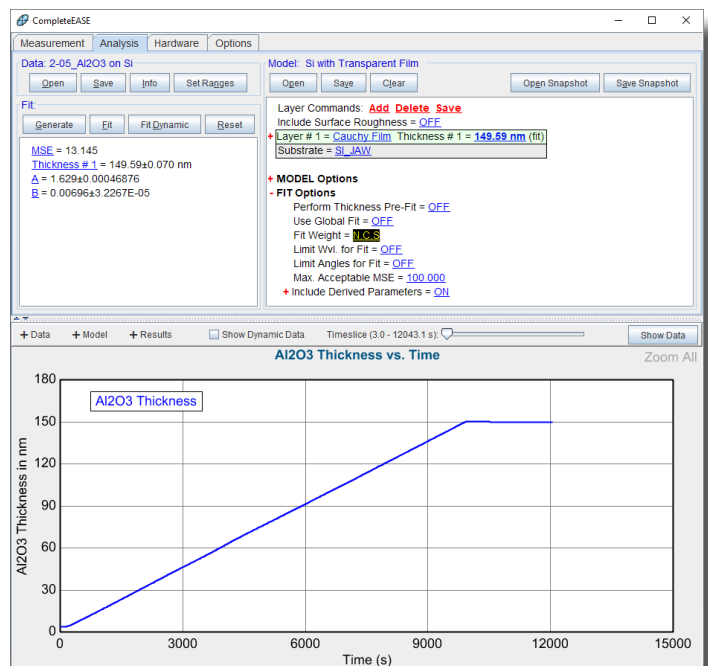 CompleteEASE
Measurement Analysis Hardware Options
Data: 2-05_Al2O3 on Si
Open Save Info Set Ranges
Fit:
Generate Fit Fit Dynamic Reset
MSE = 13.145
Thickness # 1 = 149.59±0.070 nm
A = 1.629±0.00046876
B = 0.00696±3.2267E-05
Model: Si with Transparent Film
Open Save Clear Open Snapshot Save Snapshot
Layer Commands: Add Delete Save
Include Surface Roughness = OFF
+ Layer # 1 = Cauchy Film Thickness # 1 = 149.59 nm (fit)
Substrate = SI_JAW
+ MODEL Options
- FIT Options
Perform Thickness Pre-Fit = OFF
Use Global Fit = OFF
Fit Weight = N.C.S
Limit Wvl. for Fit = OFF
Limit Angles for Fit = OFF
Max. Acceptable MSE = 100.000
+ Include Derived Parameters = ON
+ Data + Model + Results Show Dynamic Data Timeslice (3.0 - 12043.1 s): Show Data
Al2O3 Thickness vs. Time
Zoom All
Al2O3 Thickness
Al2O3 Thickness in nm
180
150
120
90
60
30
0
0 3000 6000 9000 12000 15000
Time (s)